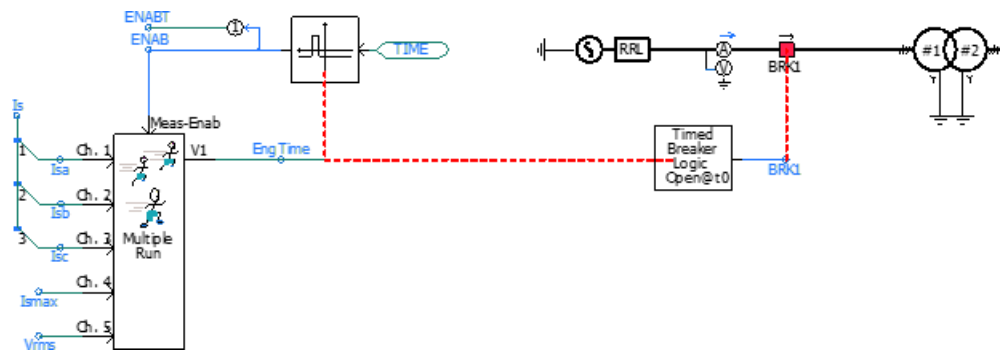 ENABT
1
ENAB
TIME
RRL
A
V
BRK1
#1
#2
Y
Y
Is
Meas-Enab
1
Isa
Ch. 1
V1
Eng Time
Timed
Breaker
Logic
Open@t0
BRK1
2
Isb
Ch. 2
3
Isc
Ch. 3
Multiple
Run
Ismax
Ch. 4
Vrms
Ch. 5